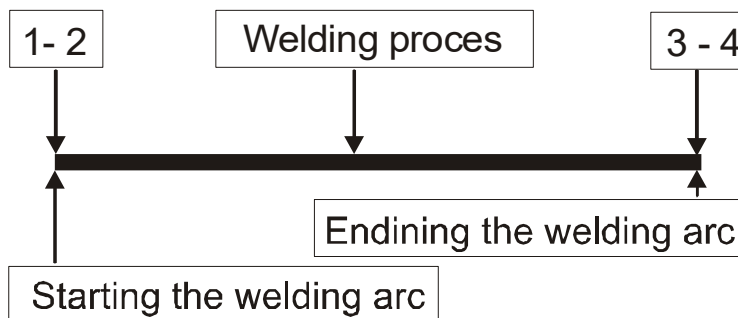 1- 2
Welding proces
3 - 4
Endining the welding arc
Starting the welding arc